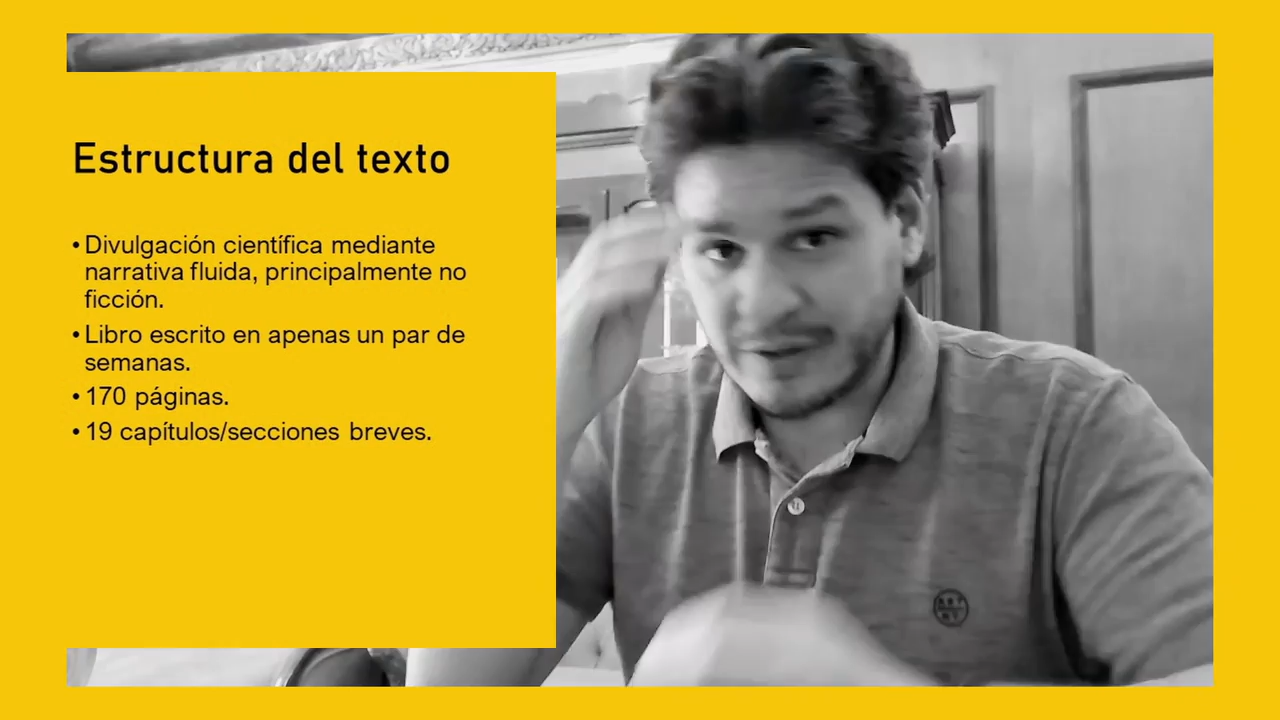 Estructura del texto
• Divulgación científica mediante
narrativa fluida, principalmente no
ficción.
• Libro escrito en apenas un par de
semanas.
• 170 páginas.
• 19 capítulos/secciones breves.